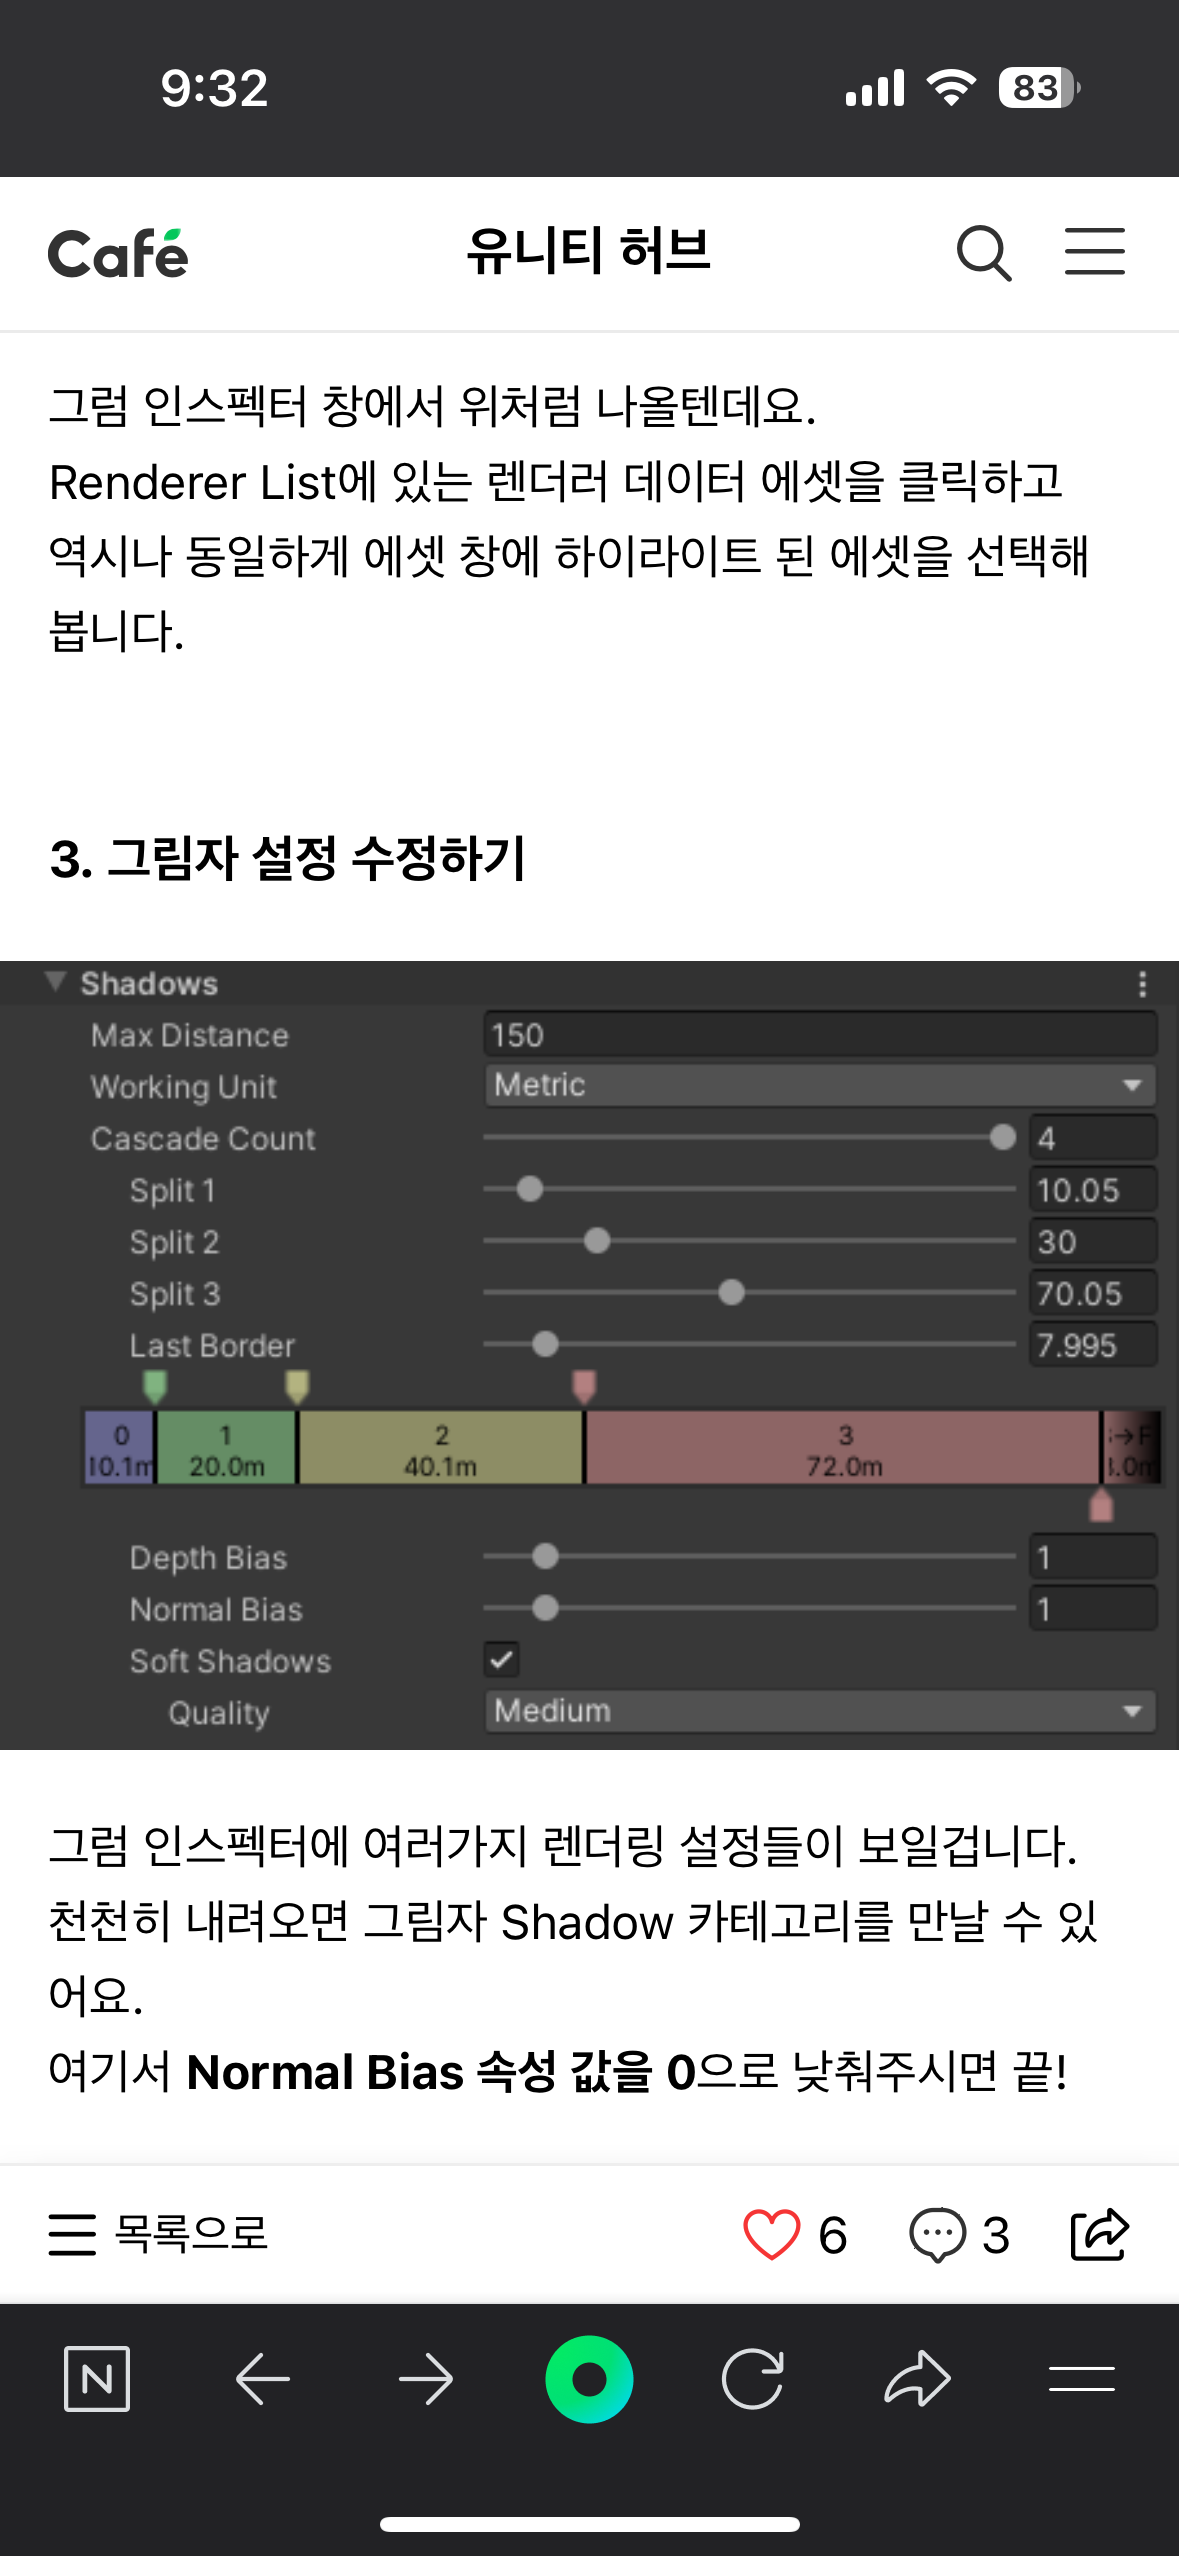 9:32
83
Café
유니티 허브
그럼 인스펙터 창에서 위처럼 나올텐데요.
Renderer List에 있는 렌더러 데이터 에셋을 클릭하고
역시나 동일하게 에셋 창에 하이라이트 된 에셋을 선택해
봅니다.
3. 그림자 설정 수정하기
Shadows
Max Distance 150
Working Unit Metric
Cascade Count 4
Split 1 10.05
Split 2 30
Split 3 70.05
Last Border 7.995
0 1 2 3 →F
10.1m 20.0m 40.1m 72.0m
Depth Bias 1
Normal Bias 1
Soft Shadows
Quality Medium
그럼 인스펙터에 여러가지 렌더링 설정들이 보일겁니다.
천천히 내려오면 그림자 Shadow 카테고리를 만날 수 있
어요.
여기서 Normal Bias 속성 값을 0으로 낮춰주시면 끝!
목록으로 6 3
N